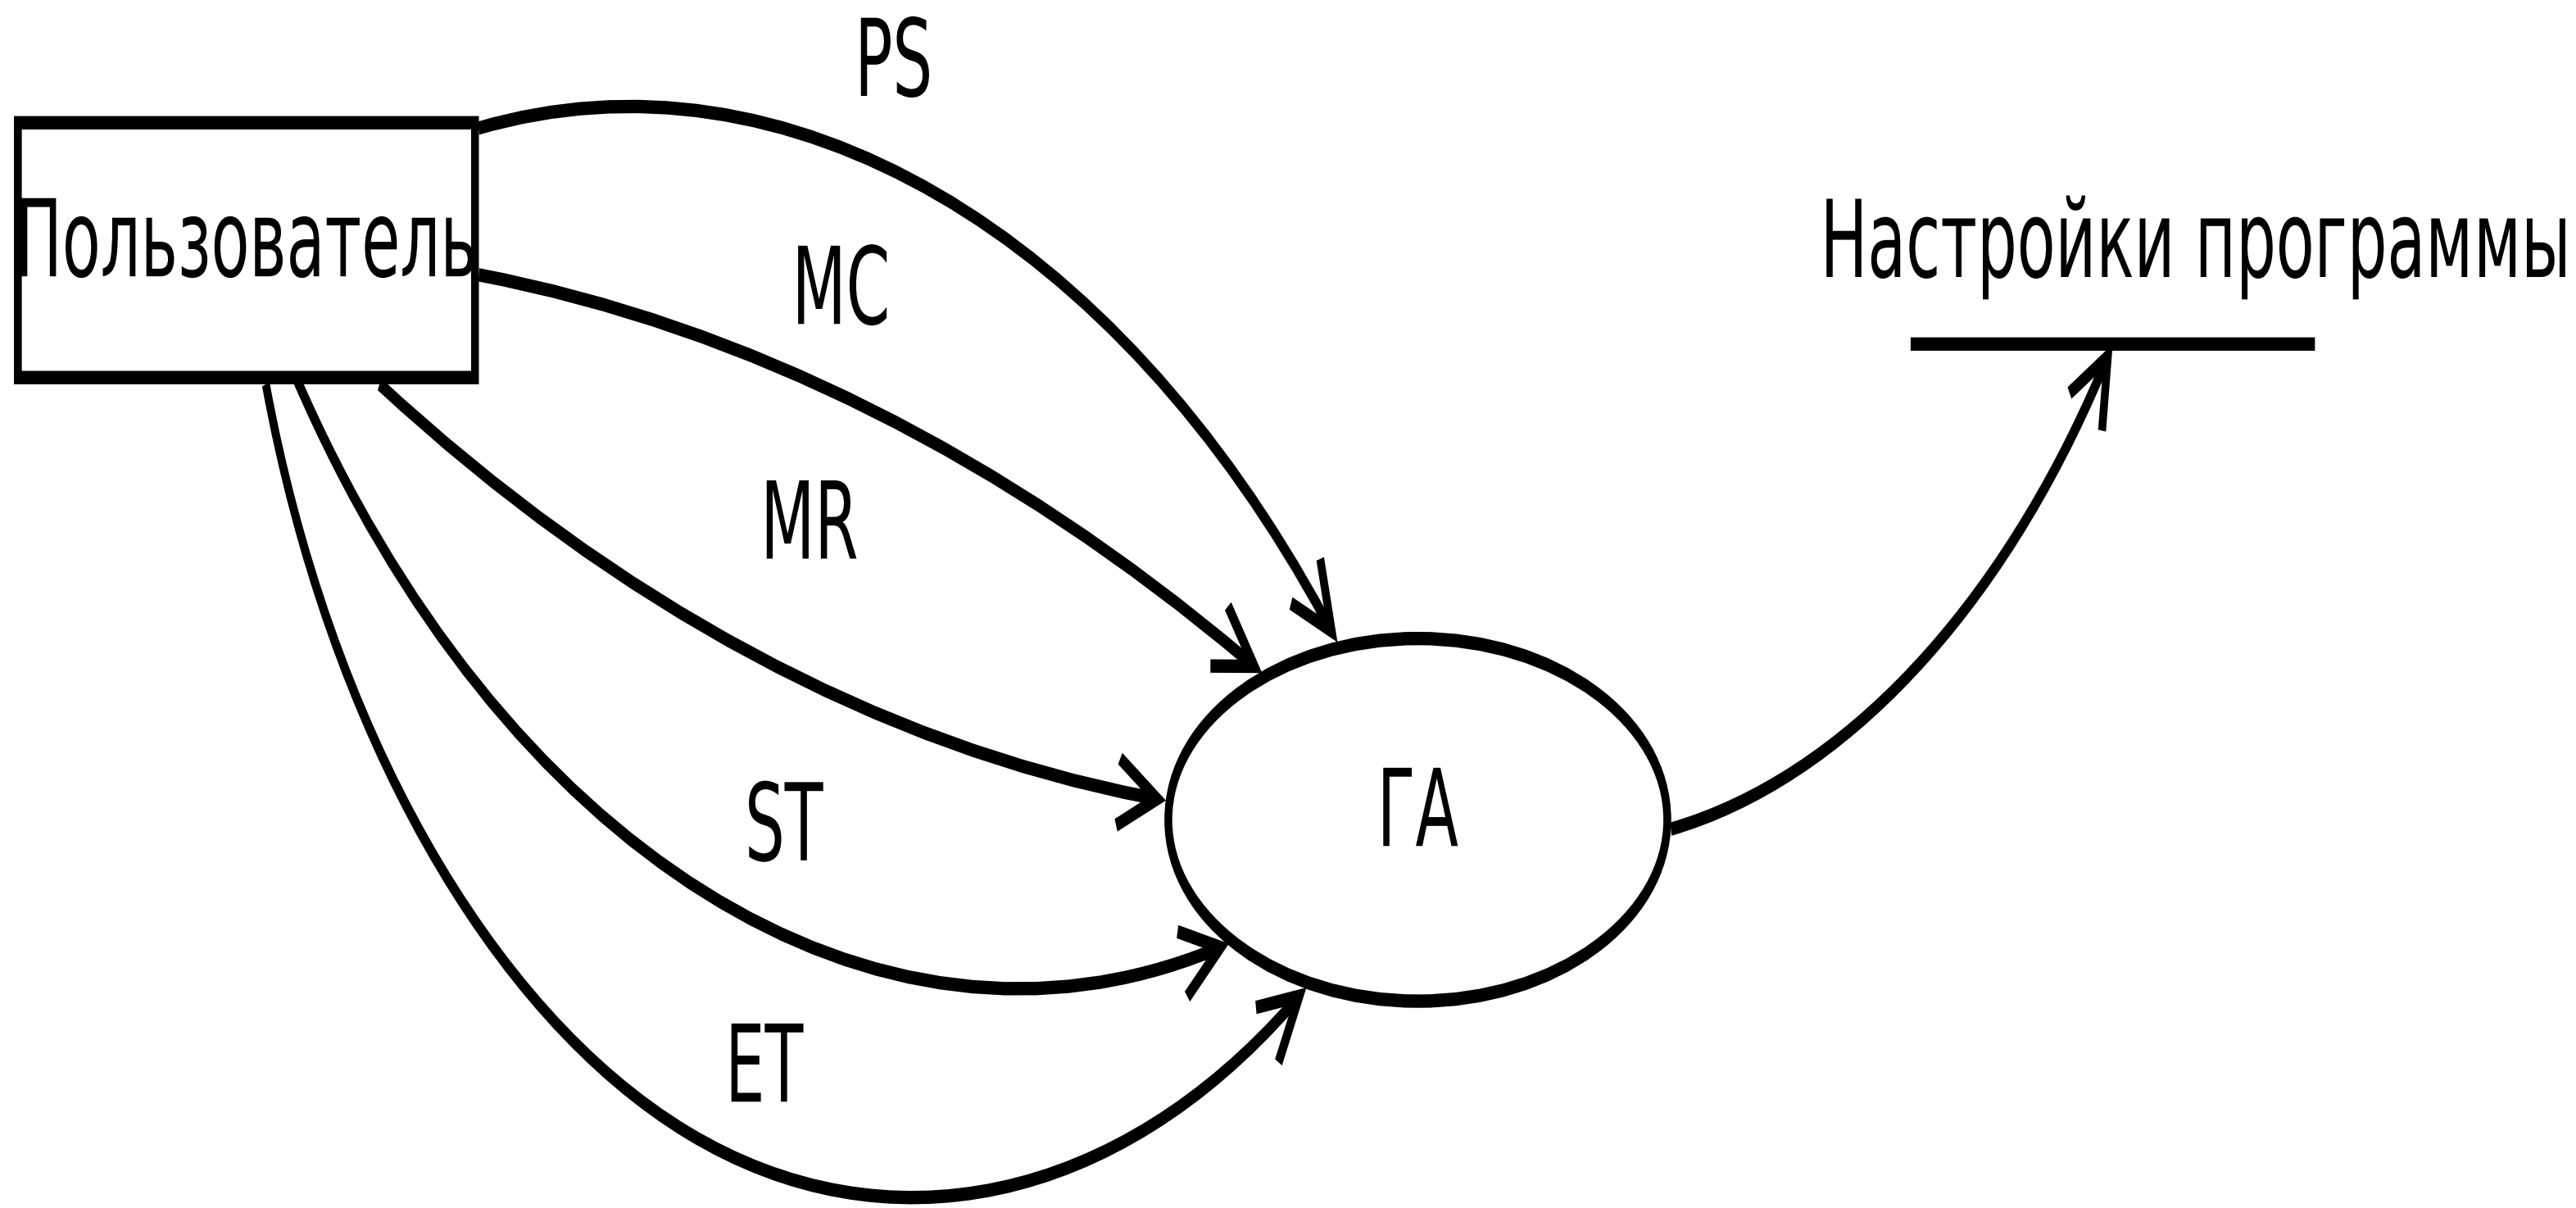 PS
Пользователь
Настройки программы
MC
MR
ST
ГА
ET